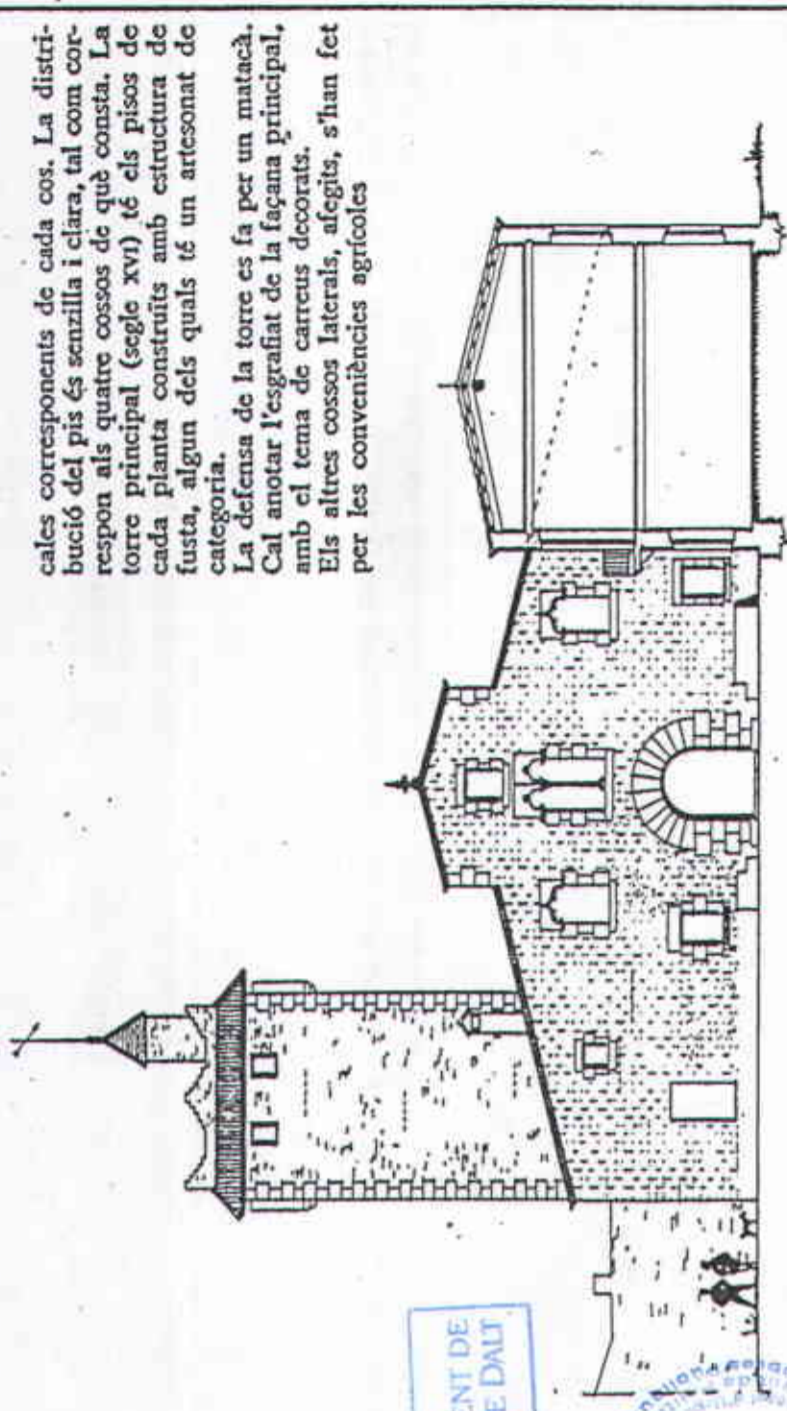 cales corresponents de cada cos. La distri-
bució del pis és senzilla i clara, tal com cor-
respon als quatre cossos de què consta. La
torre principal (segle XVI) té els pisos de
cada planta construïts amb estructura de
fusta, algun dels quals té un artesonat de
categoria.
La defensa de la torre es fa per un matacà.
Cal anotar l'esgrafiat de la façana principal,
amb el tema de carreus decorats.
Els altres cossos laterals, afegits, s'han fet
per les conveniències agrícoles
NT DE
E DALT